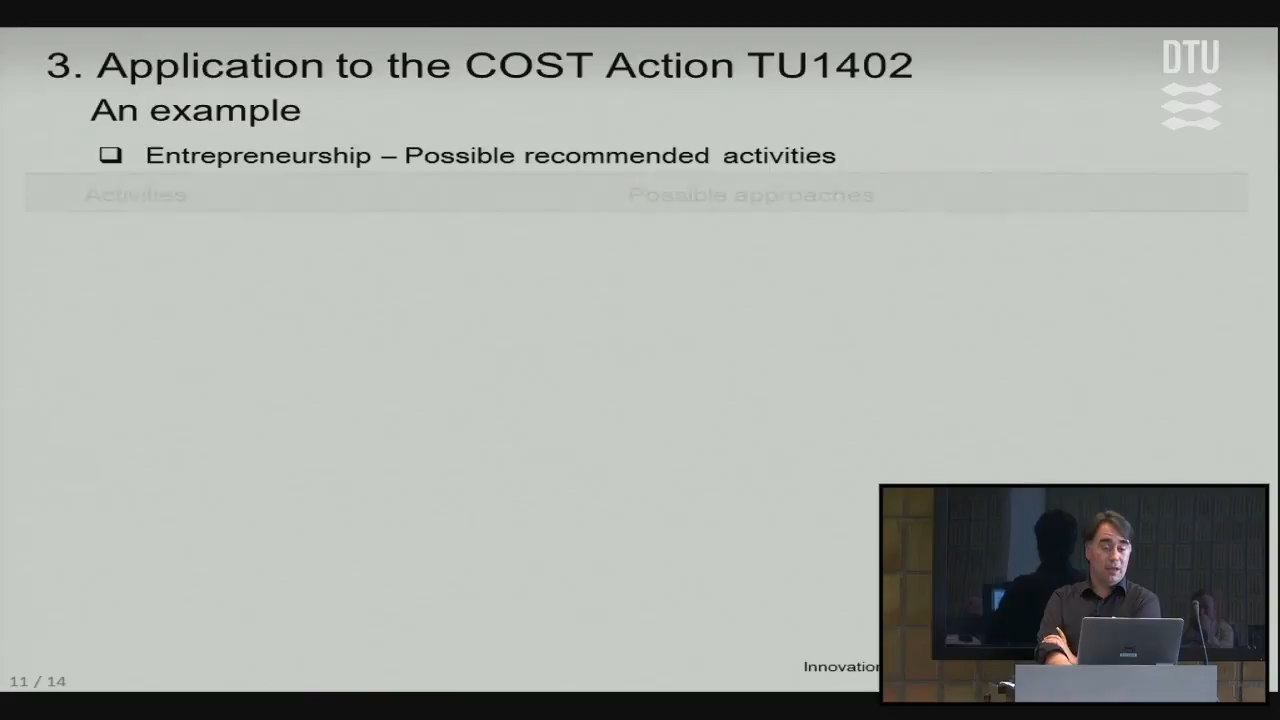 3. Application to the COST Action TU1402
DTU
An example
Entrepreneurship – Possible recommended activities
Activities
Possible approaches
Innovation
11 / 14